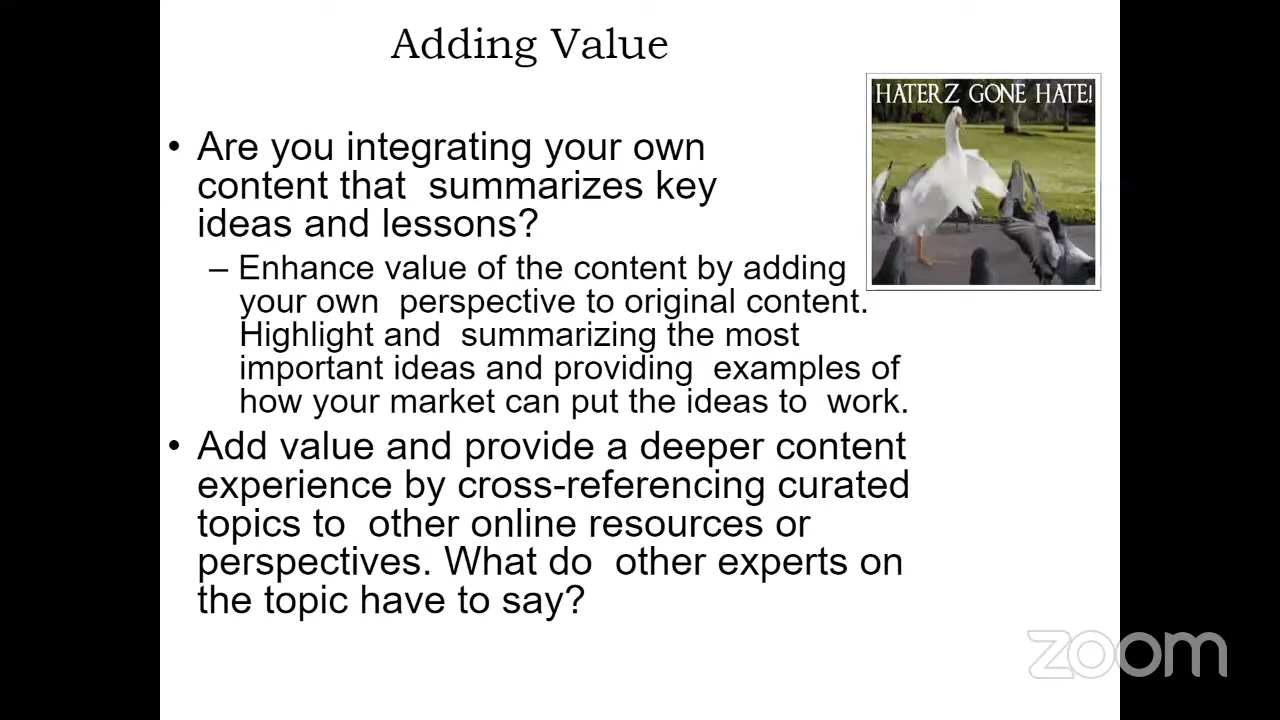 Adding Value
HATERZ GONE HATE!
• Are you integrating your own
content that summarizes key
ideas and lessons?
– Enhance value of the content by adding
your own perspective to original content.
Highlight and summarizing the most
important ideas and providing examples of
how your market can put the ideas to work.
• Add value and provide a deeper content
experience by cross-referencing curated
topics to other online resources or
perspectives. What do other experts on
the topic have to say?
zoom